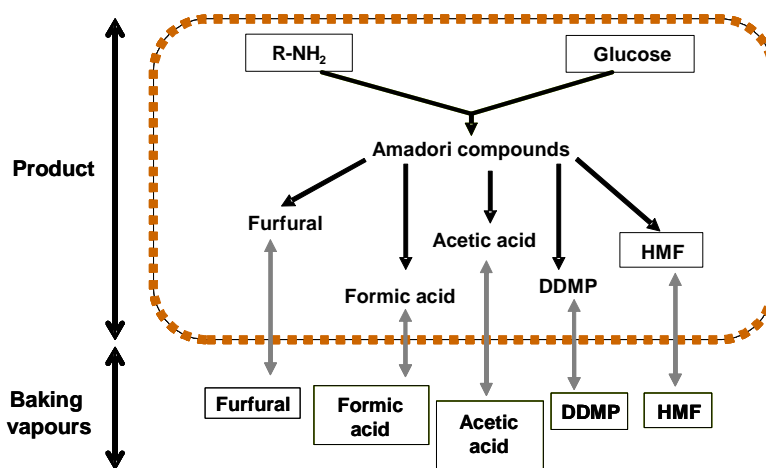 R-NH₂
Glucose
Amadori compounds
Product
Furfural
Acetic acid
HMF
Formic acid
DDMP
Baking
vapours
Furfural
Formic
acid
Acetic
acid
DDMP
HMF